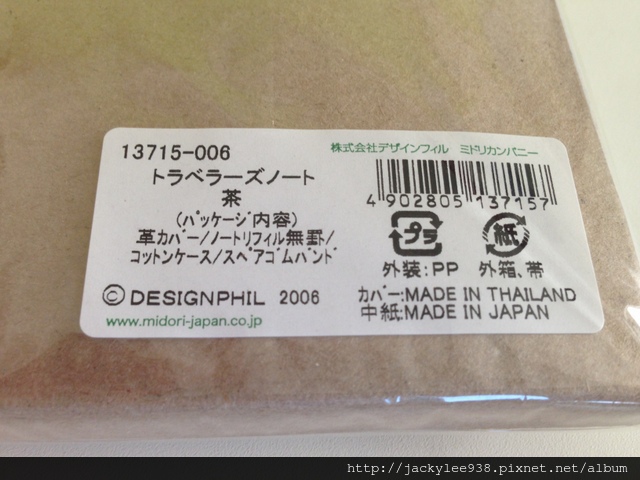 13715-006
株式会社デザインフィル ミドリカンパニー
トラベラーズノート
茶
(パッケージ内容)
革カバー/ノートリフィル無罫/
コットンケース/スペアゴムバンド
4 902805 137157
プラ
紙
外装:PP
外箱、帯
カバー:MADE IN THAILAND
中紙:MADE IN JAPAN
© DESIGNPHIL 2006
www.midori-japan.co.jp
http://jackylee938.pixnet.net/album